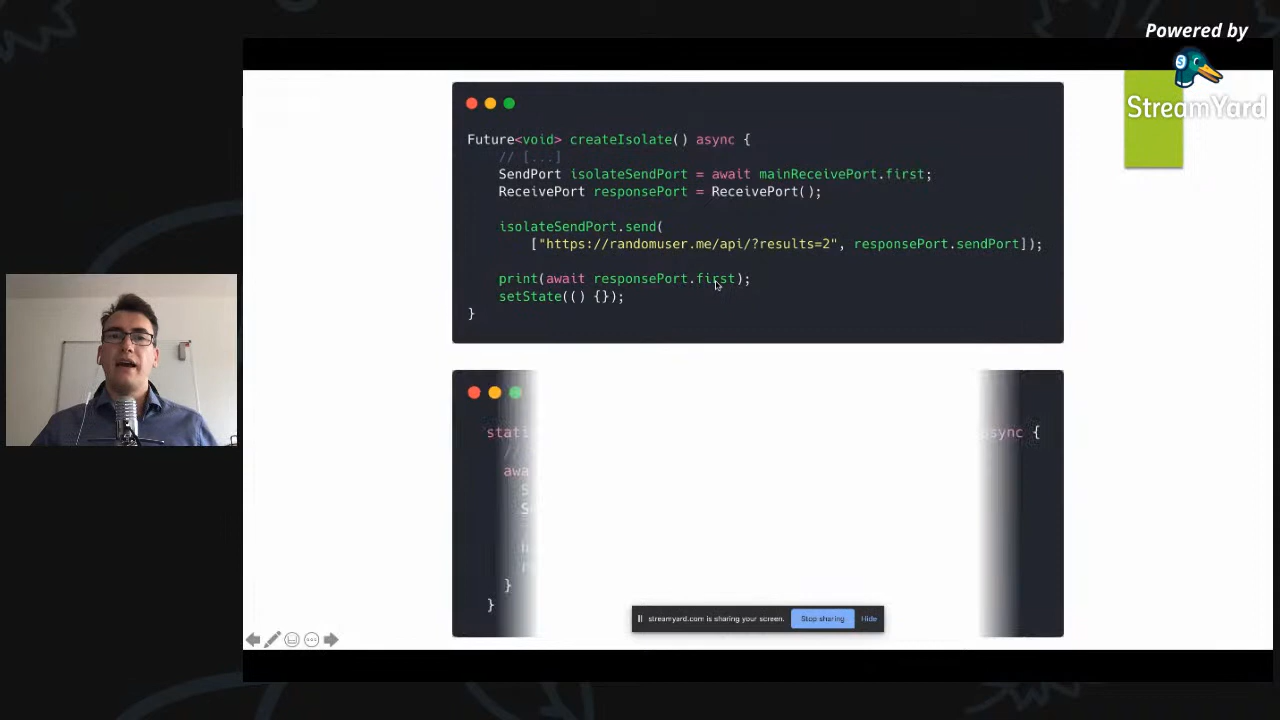 Powered by
StreamYard
Future<void> createIsolate() async {
// [...]
SendPort isolateSendPort = await mainReceivePort.first;
ReceivePort responsePort = ReceivePort();
isolateSendPort.send(
["https://randomuser.me/api/?results=2", responsePort.sendPort]);
print(await responsePort.first);
setState(() {});
}
async {
//
}
}
streamyard.com is sharing your screen. Stop sharing Hide